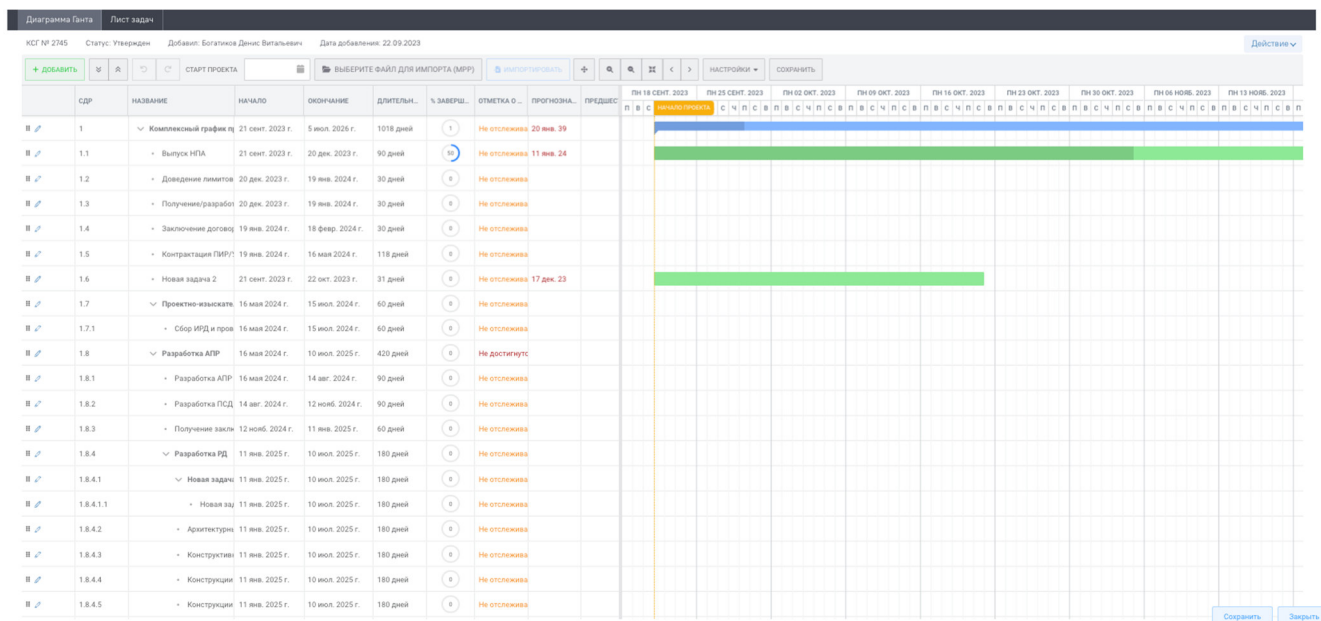 Диаграмма Ганта Лист задач
КСГ № 2745 Статус: Утвержден Добавил: Богатиков Денис Витальевич Дата добавления: 22.09.2023 Действие
+ ДОБАВИТЬ СТАРТ ПРОЕКТА ВЫБЕРИТЕ ФАЙЛ ДЛЯ ИМПОРТА (MPP) ИМПОРТИРОВАТЬ НАСТРОЙКИ СОХРАНИТЬ
ПН 18 СЕНТ. 2023 ПН 25 СЕНТ. 2023 ПН 02 ОКТ. 2023 ПН 09 ОКТ. 2023 ПН 16 ОКТ. 2023 ПН 23 ОКТ. 2023 ПН 30 ОКТ. 2023 ПН 06 НОЯБ. 2023 ПН 13 НОЯБ. 2023
СДР НАЗВАНИЕ НАЧАЛО ОКОНЧАНИЕ ДЛИТЕЛЬН... % ЗАВЕРШ... ОТМЕТКА О ... ПРОГНОЗНА... ПРЕДШЕС
П В С НАЧАЛО ПРОЕКТА С Ч П С В П В С Ч П С В П В С Ч П С В П В С Ч П С В П В С Ч П С В П В С Ч П С В П В С Ч П С В П В С Ч П С В П
1 Комплексный график пр 21 сент. 2023 г. 5 июл. 2026 г. 1018 дней 1 Не отслежива 20 янв. 39
1.1 Выпуск НПА 21 сент. 2023 г. 20 дек. 2023 г. 90 дней 50 Не отслежива 11 янв. 24
1.2 Доведение лимитов 20 дек. 2023 г. 19 янв. 2024 г. 30 дней 0 Не отслежива
1.3 Получение/разработ 20 дек. 2023 г. 19 янв. 2024 г. 30 дней 0 Не отслежива
1.4 Заключение договор 19 янв. 2024 г. 18 февр. 2024 г. 30 дней 0 Не отслежива
1.5 Контрактация ПИР/ 19 янв. 2024 г. 16 мая 2024 г. 118 дней 0 Не отслежива
1.6 Новая задача 2 21 сент. 2023 г. 22 окт. 2023 г. 31 дней 0 Не отслежива 17 дек. 23
1.7 Проектно-изыскате. 16 мая 2024 г. 15 июл. 2024 г. 60 дней 0 Не отслежива
1.7.1 Сбор ИРД и пров 16 мая 2024 г. 15 июл. 2024 г. 60 дней 0 Не отслежива
1.8 Разработка АПР 16 мая 2024 г. 10 июл. 2025 г. 420 дней 0 Не достигнуто
1.8.1 Разработка АПР 16 мая 2024 г. 14 авг. 2024 г. 90 дней 0 Не отслежива
1.8.2 Разработка ПСД 14 авг. 2024 г. 12 нояб. 2024 г. 90 дней 0 Не отслежива
1.8.3 Получение заклю 12 нояб. 2024 г. 11 янв. 2025 г. 60 дней 0 Не отслежива
1.8.4 Разработка РД 11 янв. 2025 г. 10 июл. 2025 г. 180 дней 0 Не отслежива
1.8.4.1 Новая задача 11 янв. 2025 г. 10 июл. 2025 г. 180 дней 0 Не отслежива
1.8.4.1.1 Новая зад 11 янв. 2025 г. 10 июл. 2025 г. 180 дней 0 Не отслежива
1.8.4.2 Архитектурны 11 янв. 2025 г. 10 июл. 2025 г. 180 дней 0 Не отслежива
1.8.4.3 Конструктив 11 янв. 2025 г. 10 июл. 2025 г. 180 дней 0 Не отслежива
1.8.4.4 Конструкции 11 янв. 2025 г. 10 июл. 2025 г. 180 дней 0 Не отслежива
1.8.4.5 Конструкции 11 янв. 2025 г. 10 июл. 2025 г. 180 дней 0 Не отслежива
Сохранить Закрыть